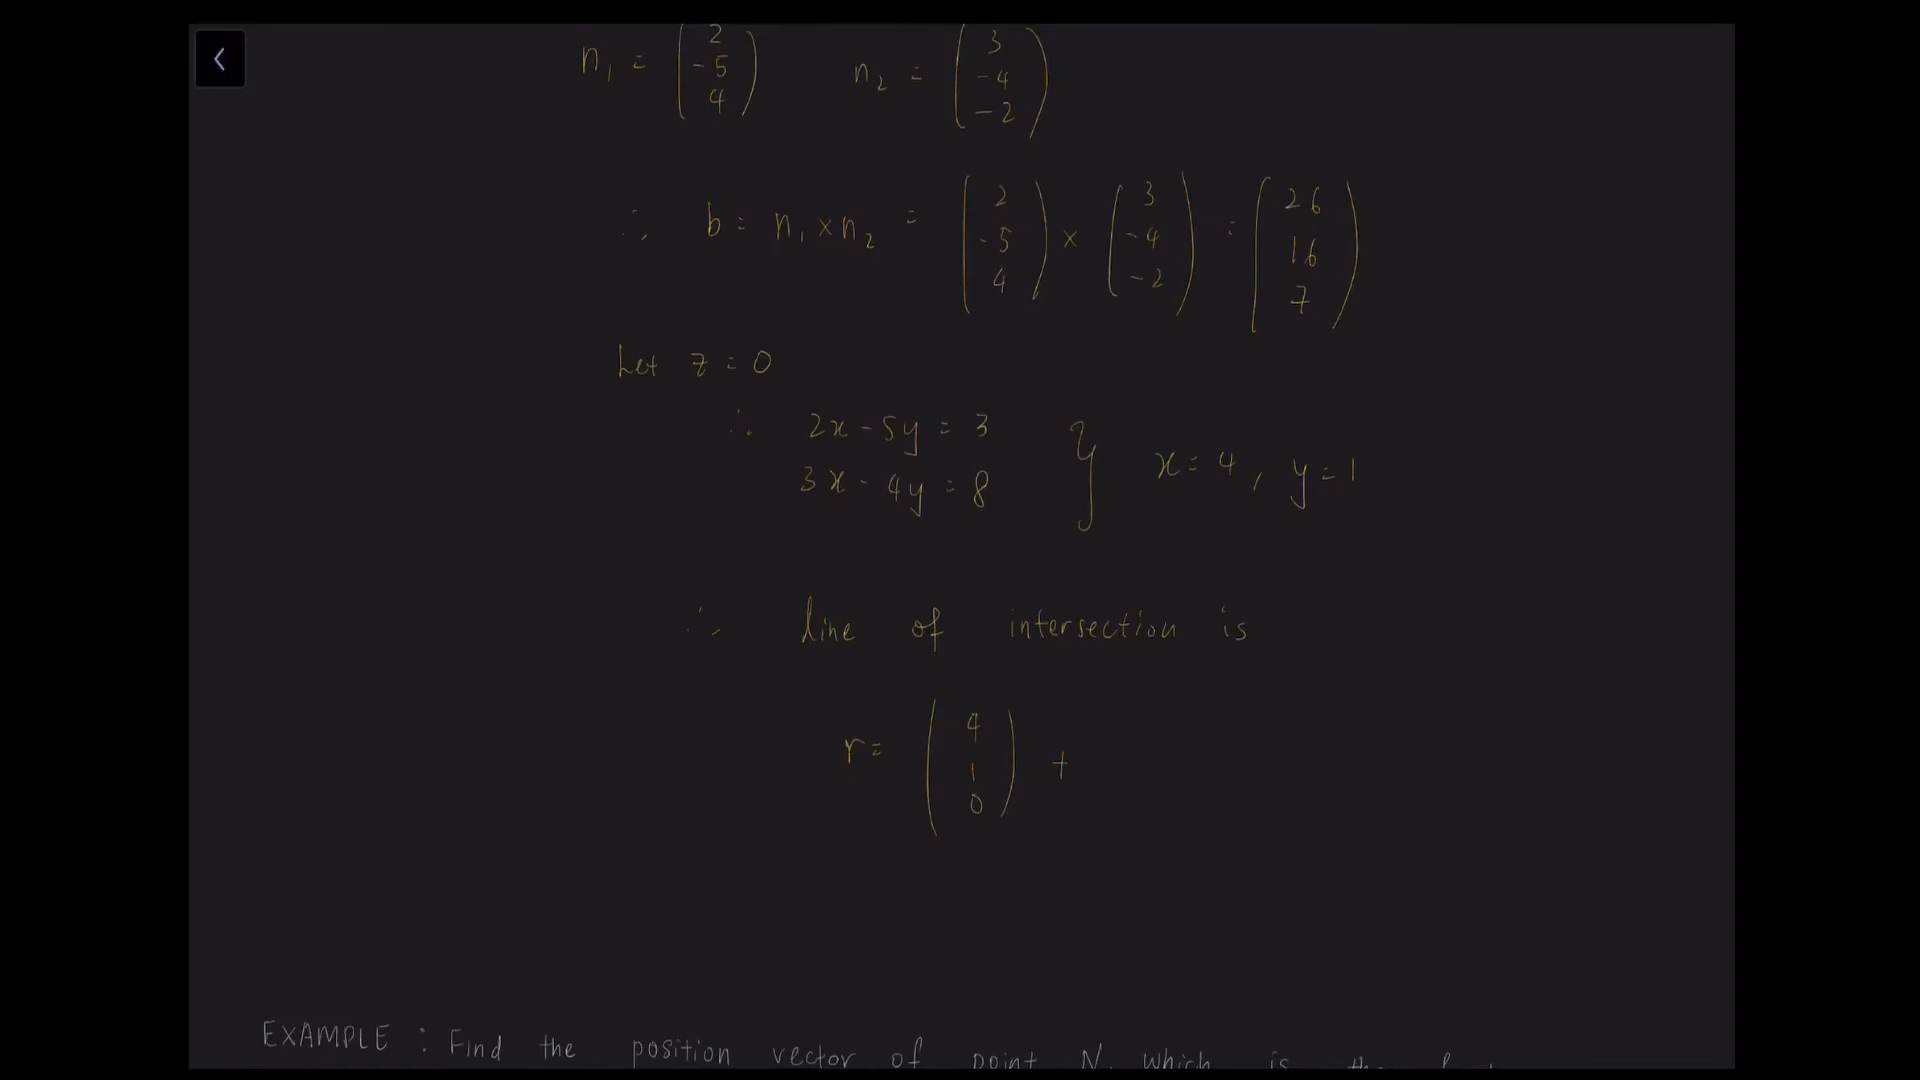 n₁ = (2 -5 4) n₂ = (3 -4 -2)
∴ b = n₁ × n₂ = (2 -5 4) × (3 -4 -2) = (26 16 7)
Let z = 0
∴ 2x - 5y = 3
3x - 4y = 8 } x = 4, y = 1
∴ line of intersection is
r = (4 1 0) +
EXAMPLE : Find the position vector of point N, which is the